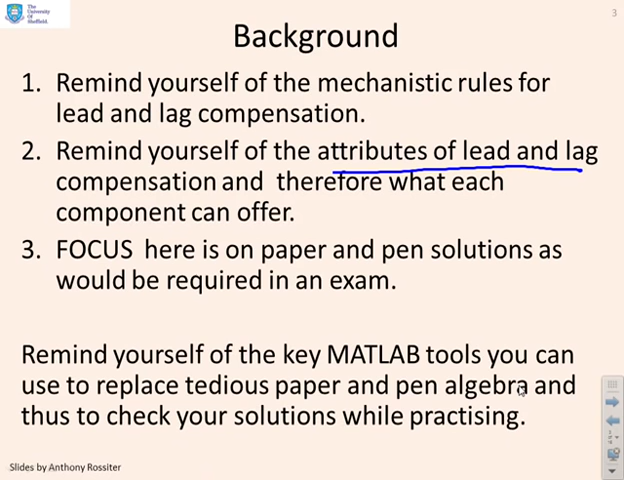 The
University
Of
Sheffield.
3
Background
1. Remind yourself of the mechanistic rules for
lead and lag compensation.
2. Remind yourself of the attributes of lead and lag
compensation and therefore what each
component can offer.
3. FOCUS here is on paper and pen solutions as
would be required in an exam.
Remind yourself of the key MATLAB tools you can
use to replace tedious paper and pen algebra and
thus to check your solutions while practising.
Slides by Anthony Rossiter